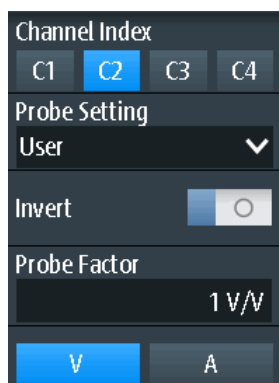 Channel Index
C1 C2 C3 C4
Probe Setting
User
Invert
Probe Factor
1 V/V
V A